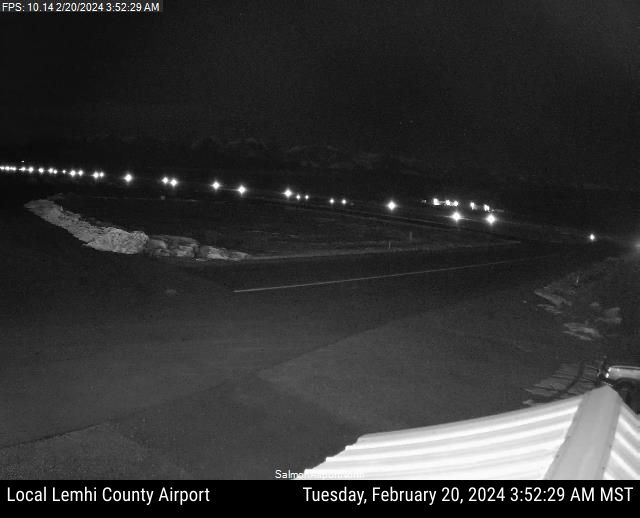 FPS: 10.14 2/20/2024 3:52:29 AM
Local Lemhi County Airport
Tuesday, February 20, 2024 3:52:29 AM MST